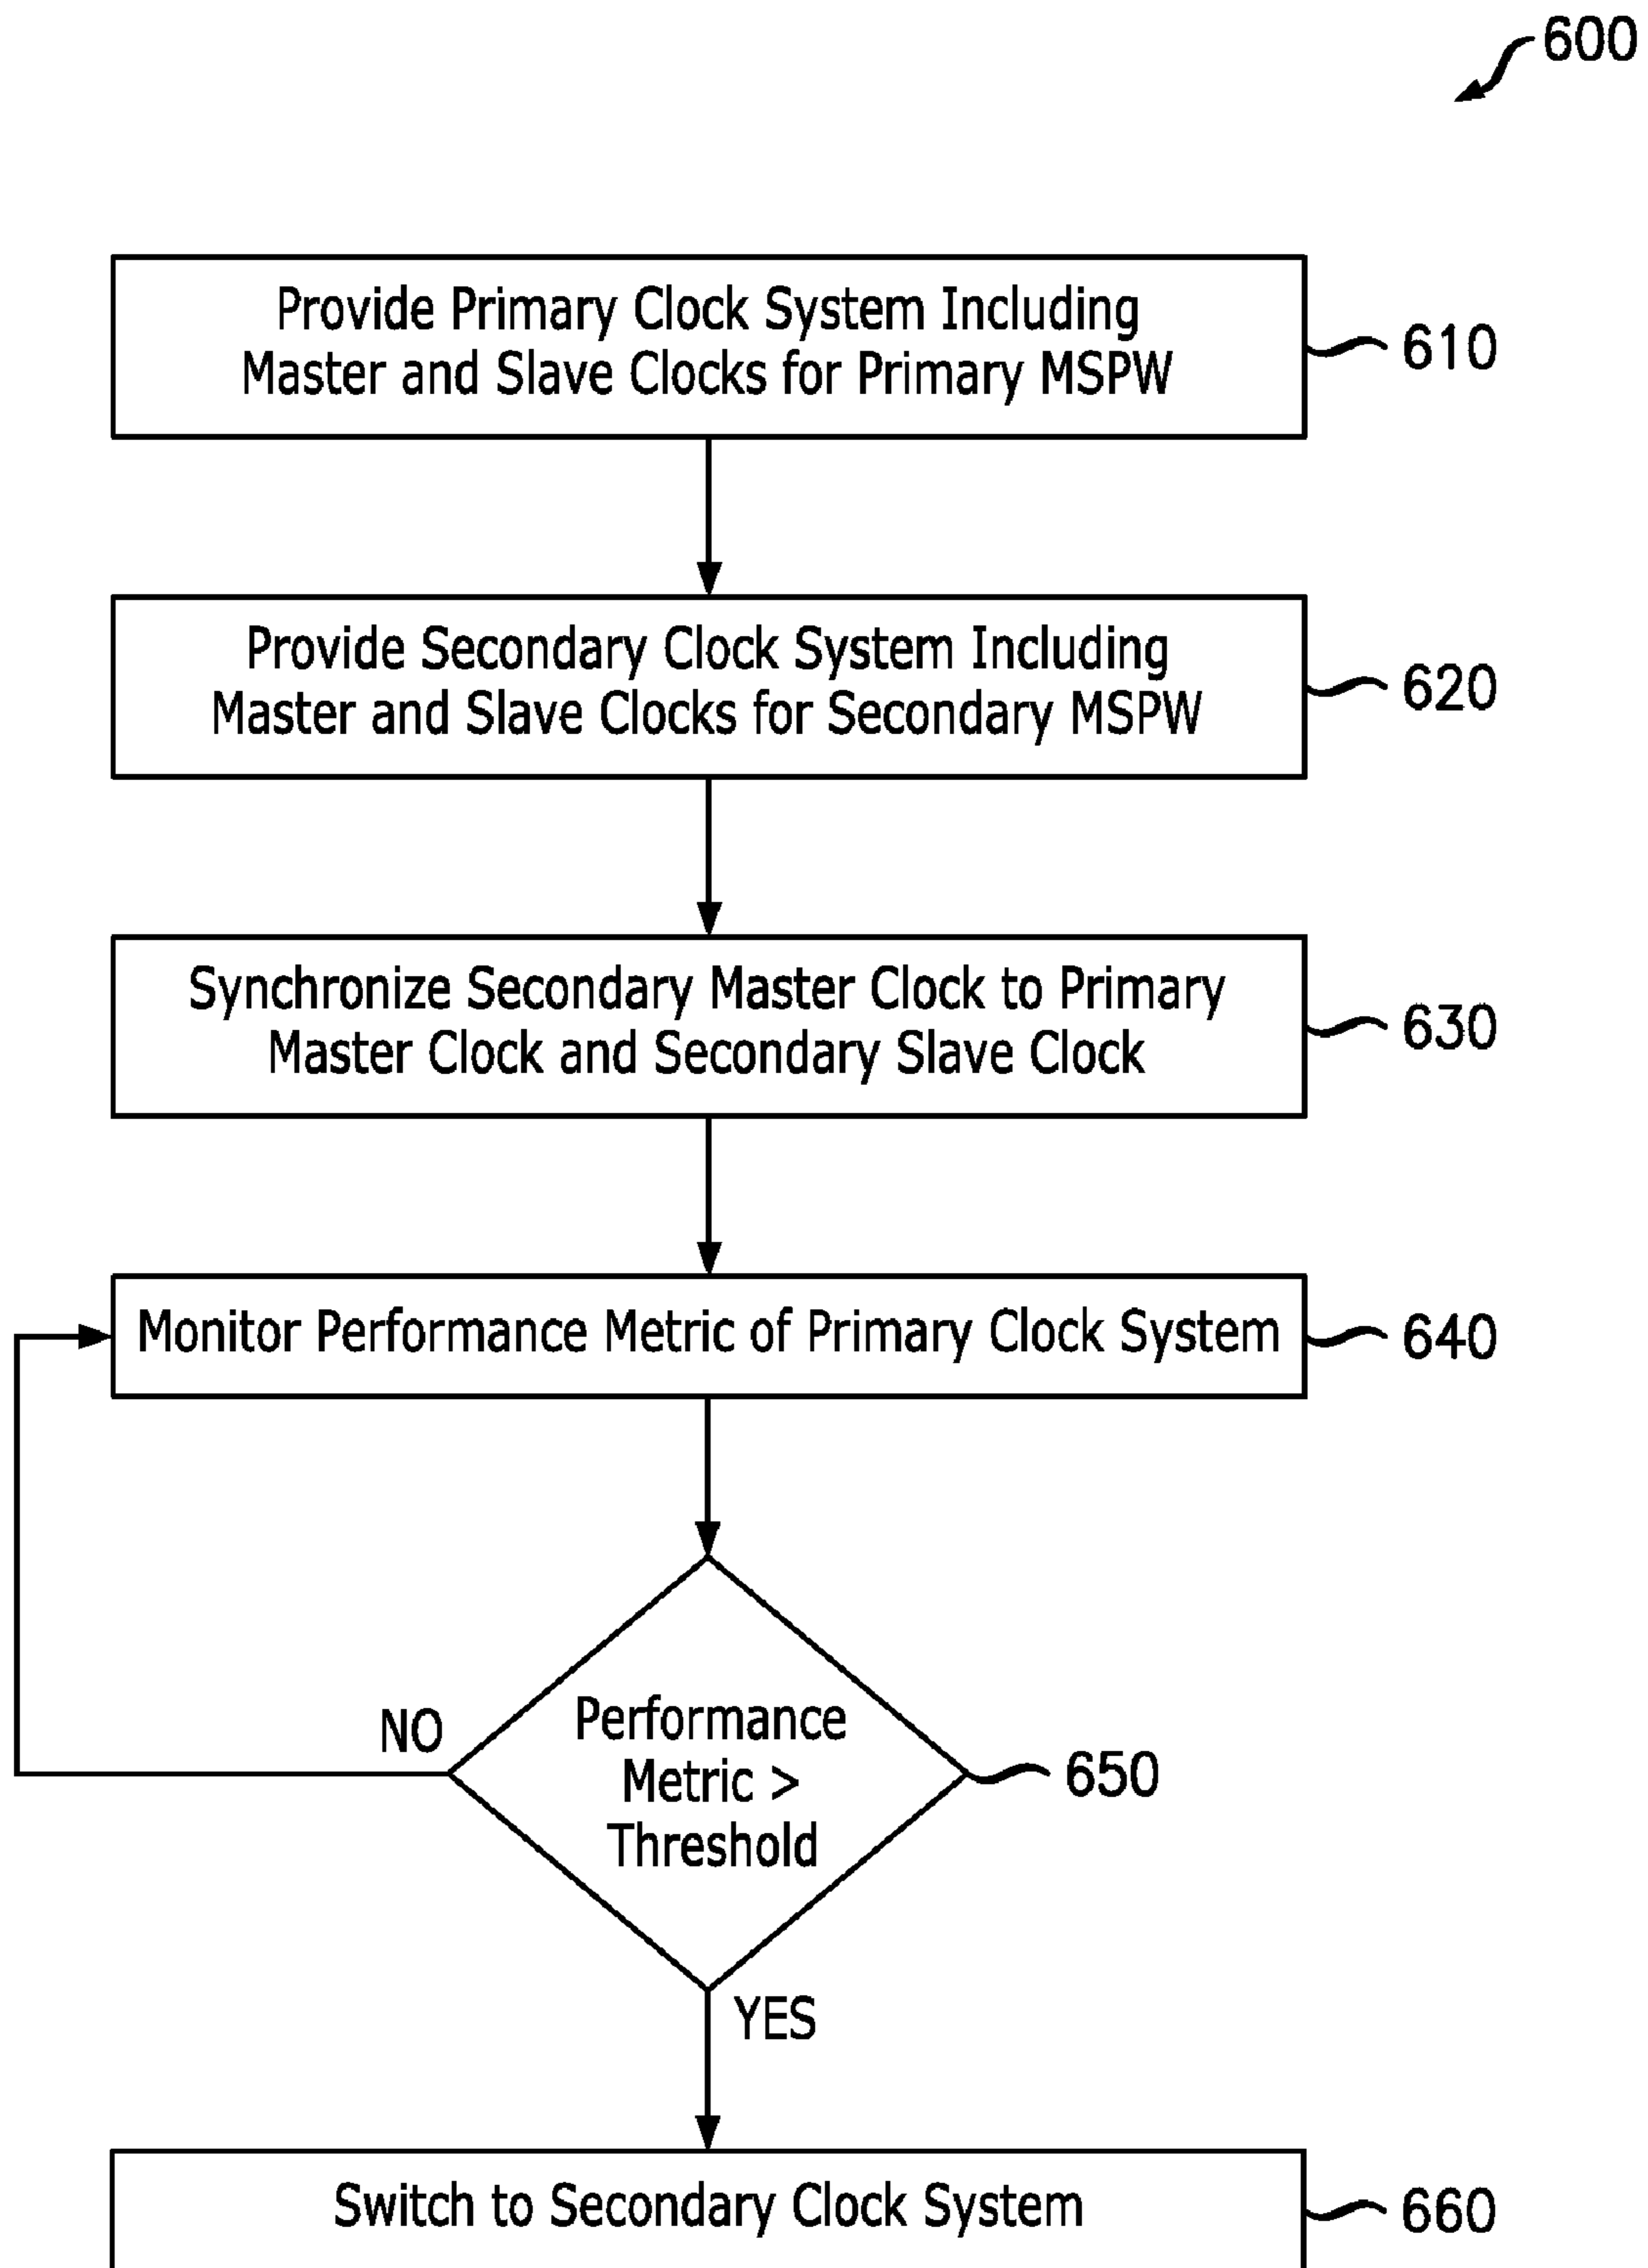 600
Provide Primary Clock System Including
Master and Slave Clocks for Primary MSPW
610
Provide Secondary Clock System Including
Master and Slave Clocks for Secondary MSPW
620
Synchronize Secondary Master Clock to Primary
Master Clock and Secondary Slave Clock
630
Monitor Performance Metric of Primary Clock System
640
NO
Performance
Metric >
Threshold
650
YES
Switch to Secondary Clock System
660